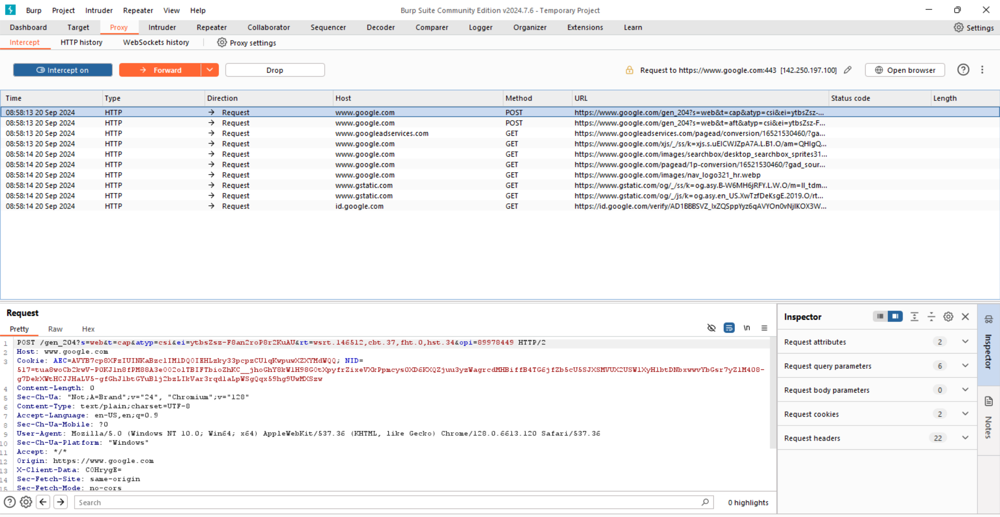 Burp Project Intruder Repeater View Help Burp Suite Community Edition v2024.7.6 - Temporary Project
Dashboard Target Proxy Intruder Repeater Collaborator Sequencer Decoder Comparer Logger Organizer Extensions Learn Settings
Intercept HTTP history WebSockets history Proxy settings
Intercept on Forward Drop Request to https://www.google.com:443 [142.250.197.100] Open browser
Time Type Direction Host Method URL Status code Length
08:58:13 20 Sep 2024 HTTP → Request www.google.com POST https://www.google.com/gen_204?s=web&t=cap&atyp=csi&ei=ytbsZsz-...
08:58:13 20 Sep 2024 HTTP → Request www.google.com POST https://www.google.com/gen_204?s=web&t=aft&atyp=csi&ei=ytbsZsz-F...
08:58:13 20 Sep 2024 HTTP → Request www.googleadservices.com GET https://www.googleadservices.com/pagead/conversion/16521530460/?ga...
08:58:13 20 Sep 2024 HTTP → Request www.google.com GET https://www.google.com/xjs/_/ss/k=xjs.s.uEICWJZpA7A.L.B1.O/am=QHIgQ...
08:58:14 20 Sep 2024 HTTP → Request www.google.com GET https://www.google.com/images/searchbox/desktop_searchbox_sprites31...
08:58:14 20 Sep 2024 HTTP → Request www.google.com GET https://www.google.com/pagead/1p-conversion/16521530460/?gad_sour...
08:58:14 20 Sep 2024 HTTP → Request www.google.com GET https://www.google.com/images/nav_logo321_hr.webp
08:58:14 20 Sep 2024 HTTP → Request www.gstatic.com GET https://www.gstatic.com/og/_/ss/k=og.asy.B-W6MH6jRFY.L.W.O/m=ll_tdm...
08:58:14 20 Sep 2024 HTTP → Request www.gstatic.com GET https://www.gstatic.com/og/_/js/k=og.asy.en_US.XwTzfDeKsgE.2019.O/rt...
08:58:14 20 Sep 2024 HTTP → Request id.google.com GET https://id.google.com/verify/AD1BBBSVZ_lxZQSppYyz6qAVYOn0vNjIKOX3W...
Request
Pretty Raw Hex \n
1 POST /gen_204?s=web&t=cap&atyp=csi&ei=ytbsZsz-F8an2roP8r2KuAU&rt=wsrt.146512,cbt.37,fht.0,hst.34&opi=89978449 HTTP/2
2 Host: www.google.com
3 Cookie: AEC=AVYB7cp8XFzIUINKaBzc1IM1DQ0IEHLzky33pcpzCU1qKwpuwXZXYMdWQQ; NID=
517=tua8woCb2kwV-P0KJ1n8fPM88A3e002o1TBIFTbioZhKC__jhoGhY8kW1H98G0tXpyfrZixeVXkPpmcys0XD6KXQZjuu3yzWagrcdMHBiffB4TG6jfZb5cU5SJXSMVUX2USW1XyH1btDNbxwwvYbGsr7yZ1M408-
g7DekXWtHCJJHaLV5-gfGhJ1btGYuB1j2bzLIkVar3rqd1aLpWSgQqx59hg9UwMXSzw
4 Content-Length: 0
5 Sec-Ch-Ua: "Not;A=Brand";v="24", "Chromium";v="128"
6 Content-Type: text/plain;charset=UTF-8
7 Accept-Language: en-US,en;q=0.9
8 Sec-Ch-Ua-Mobile: ?0
9 User-Agent: Mozilla/5.0 (Windows NT 10.0; Win64; x64) AppleWebKit/537.36 (KHTML, like Gecko) Chrome/128.0.6613.120 Safari/537.36
10 Sec-Ch-Ua-Platform: "Windows"
11 Accept: */*
12 Origin: https://www.google.com
13 X-Client-Data: COHrygE=
14 Sec-Fetch-Site: same-origin
15 Sec-Fetch-Mode: no-cors
Search 0 highlights
Inspector
Request attributes 2
Request query parameters 6
Request body parameters 0
Request cookies 2
Request headers 22
Inspector
Notes